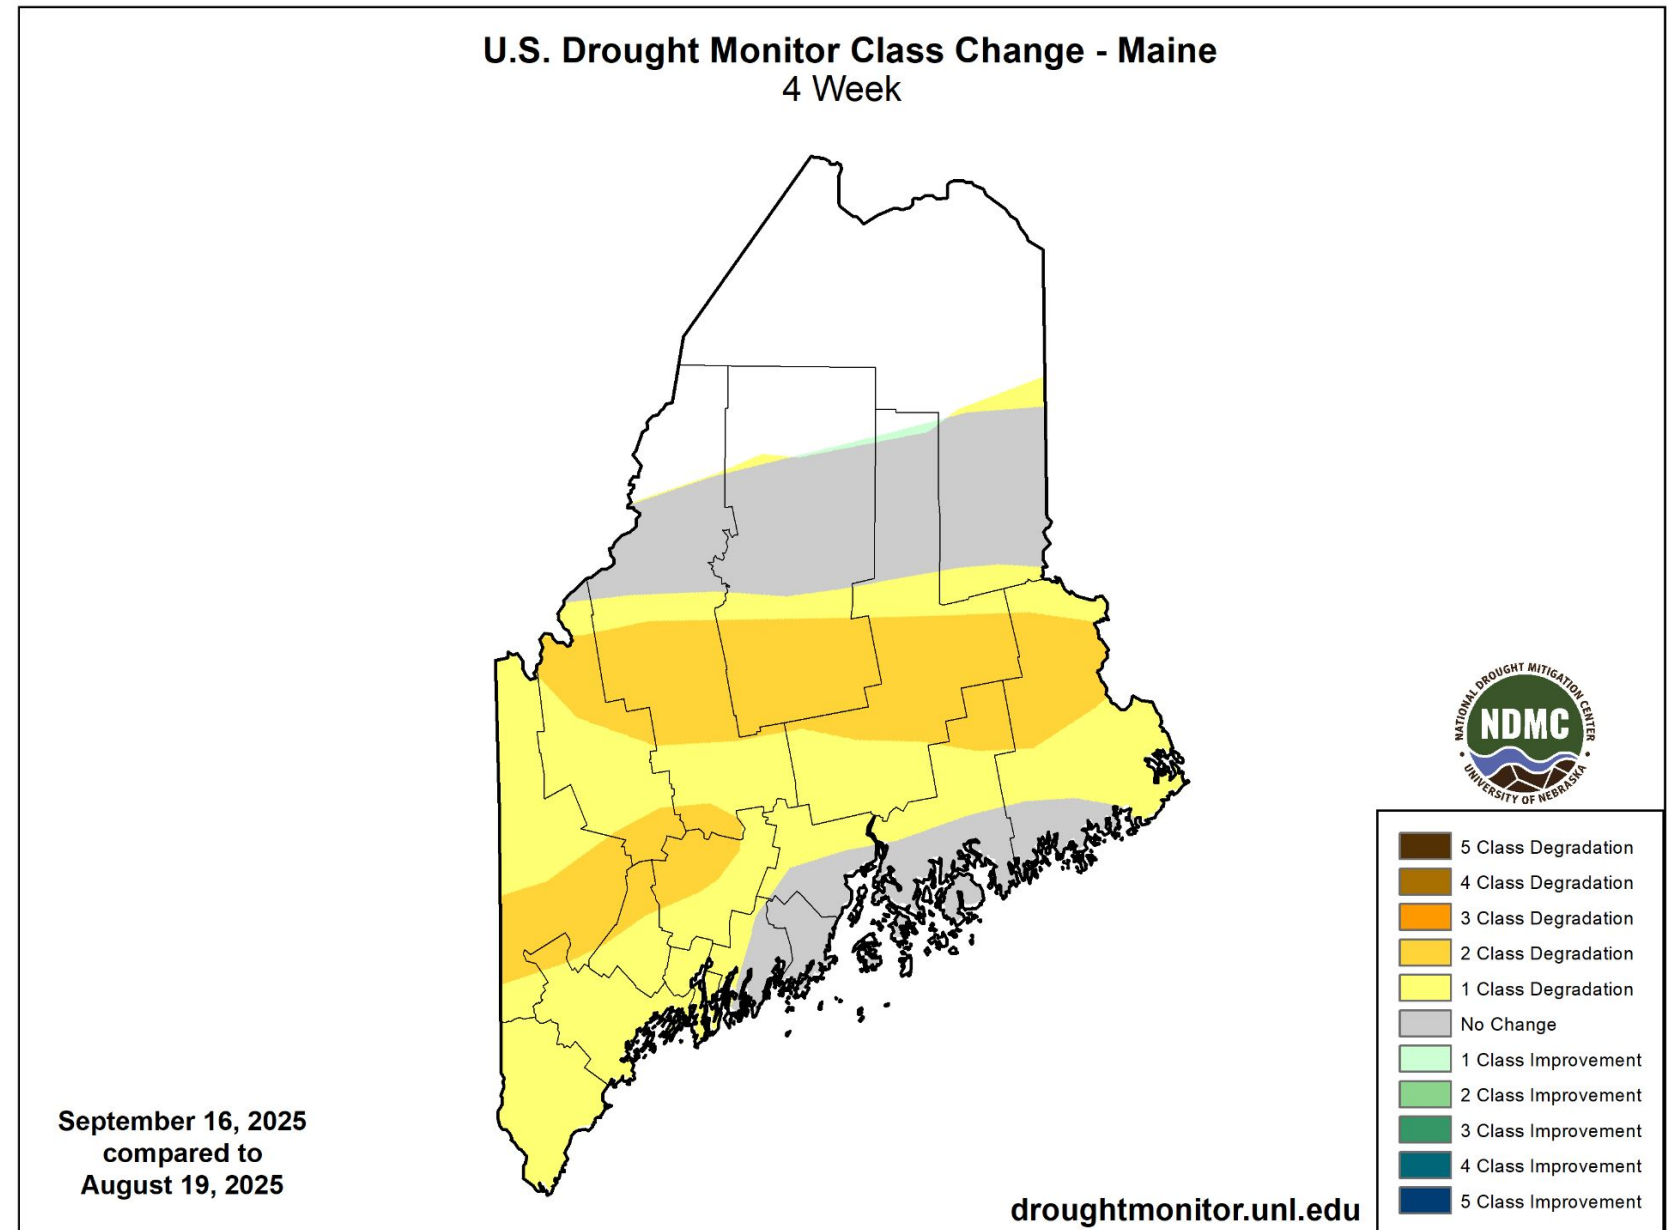 U.S. Drought Monitor Class Change - Maine
4 Week
NATIONAL DROUGHT MITIGATION CENTER
NDMC
UNIVERSITY OF NEBRASKA
5 Class Degradation
4 Class Degradation
3 Class Degradation
2 Class Degradation
1 Class Degradation
No Change
1 Class Improvement
2 Class Improvement
3 Class Improvement
4 Class Improvement
5 Class Improvement
September 16, 2025
compared to
August 19, 2025
droughtmonitor.unl.edu